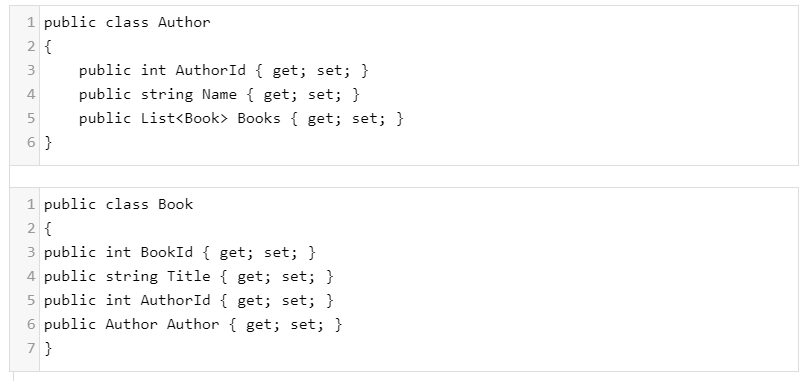 1 public class Author
2 {
3     public int AuthorId { get; set; }
4     public string Name { get; set; }
5     public List<Book> Books { get; set; }
6 }
1 public class Book
2 {
3 public int BookId { get; set; }
4 public string Title { get; set; }
5 public int AuthorId { get; set; }
6 public Author Author { get; set; }
7 }